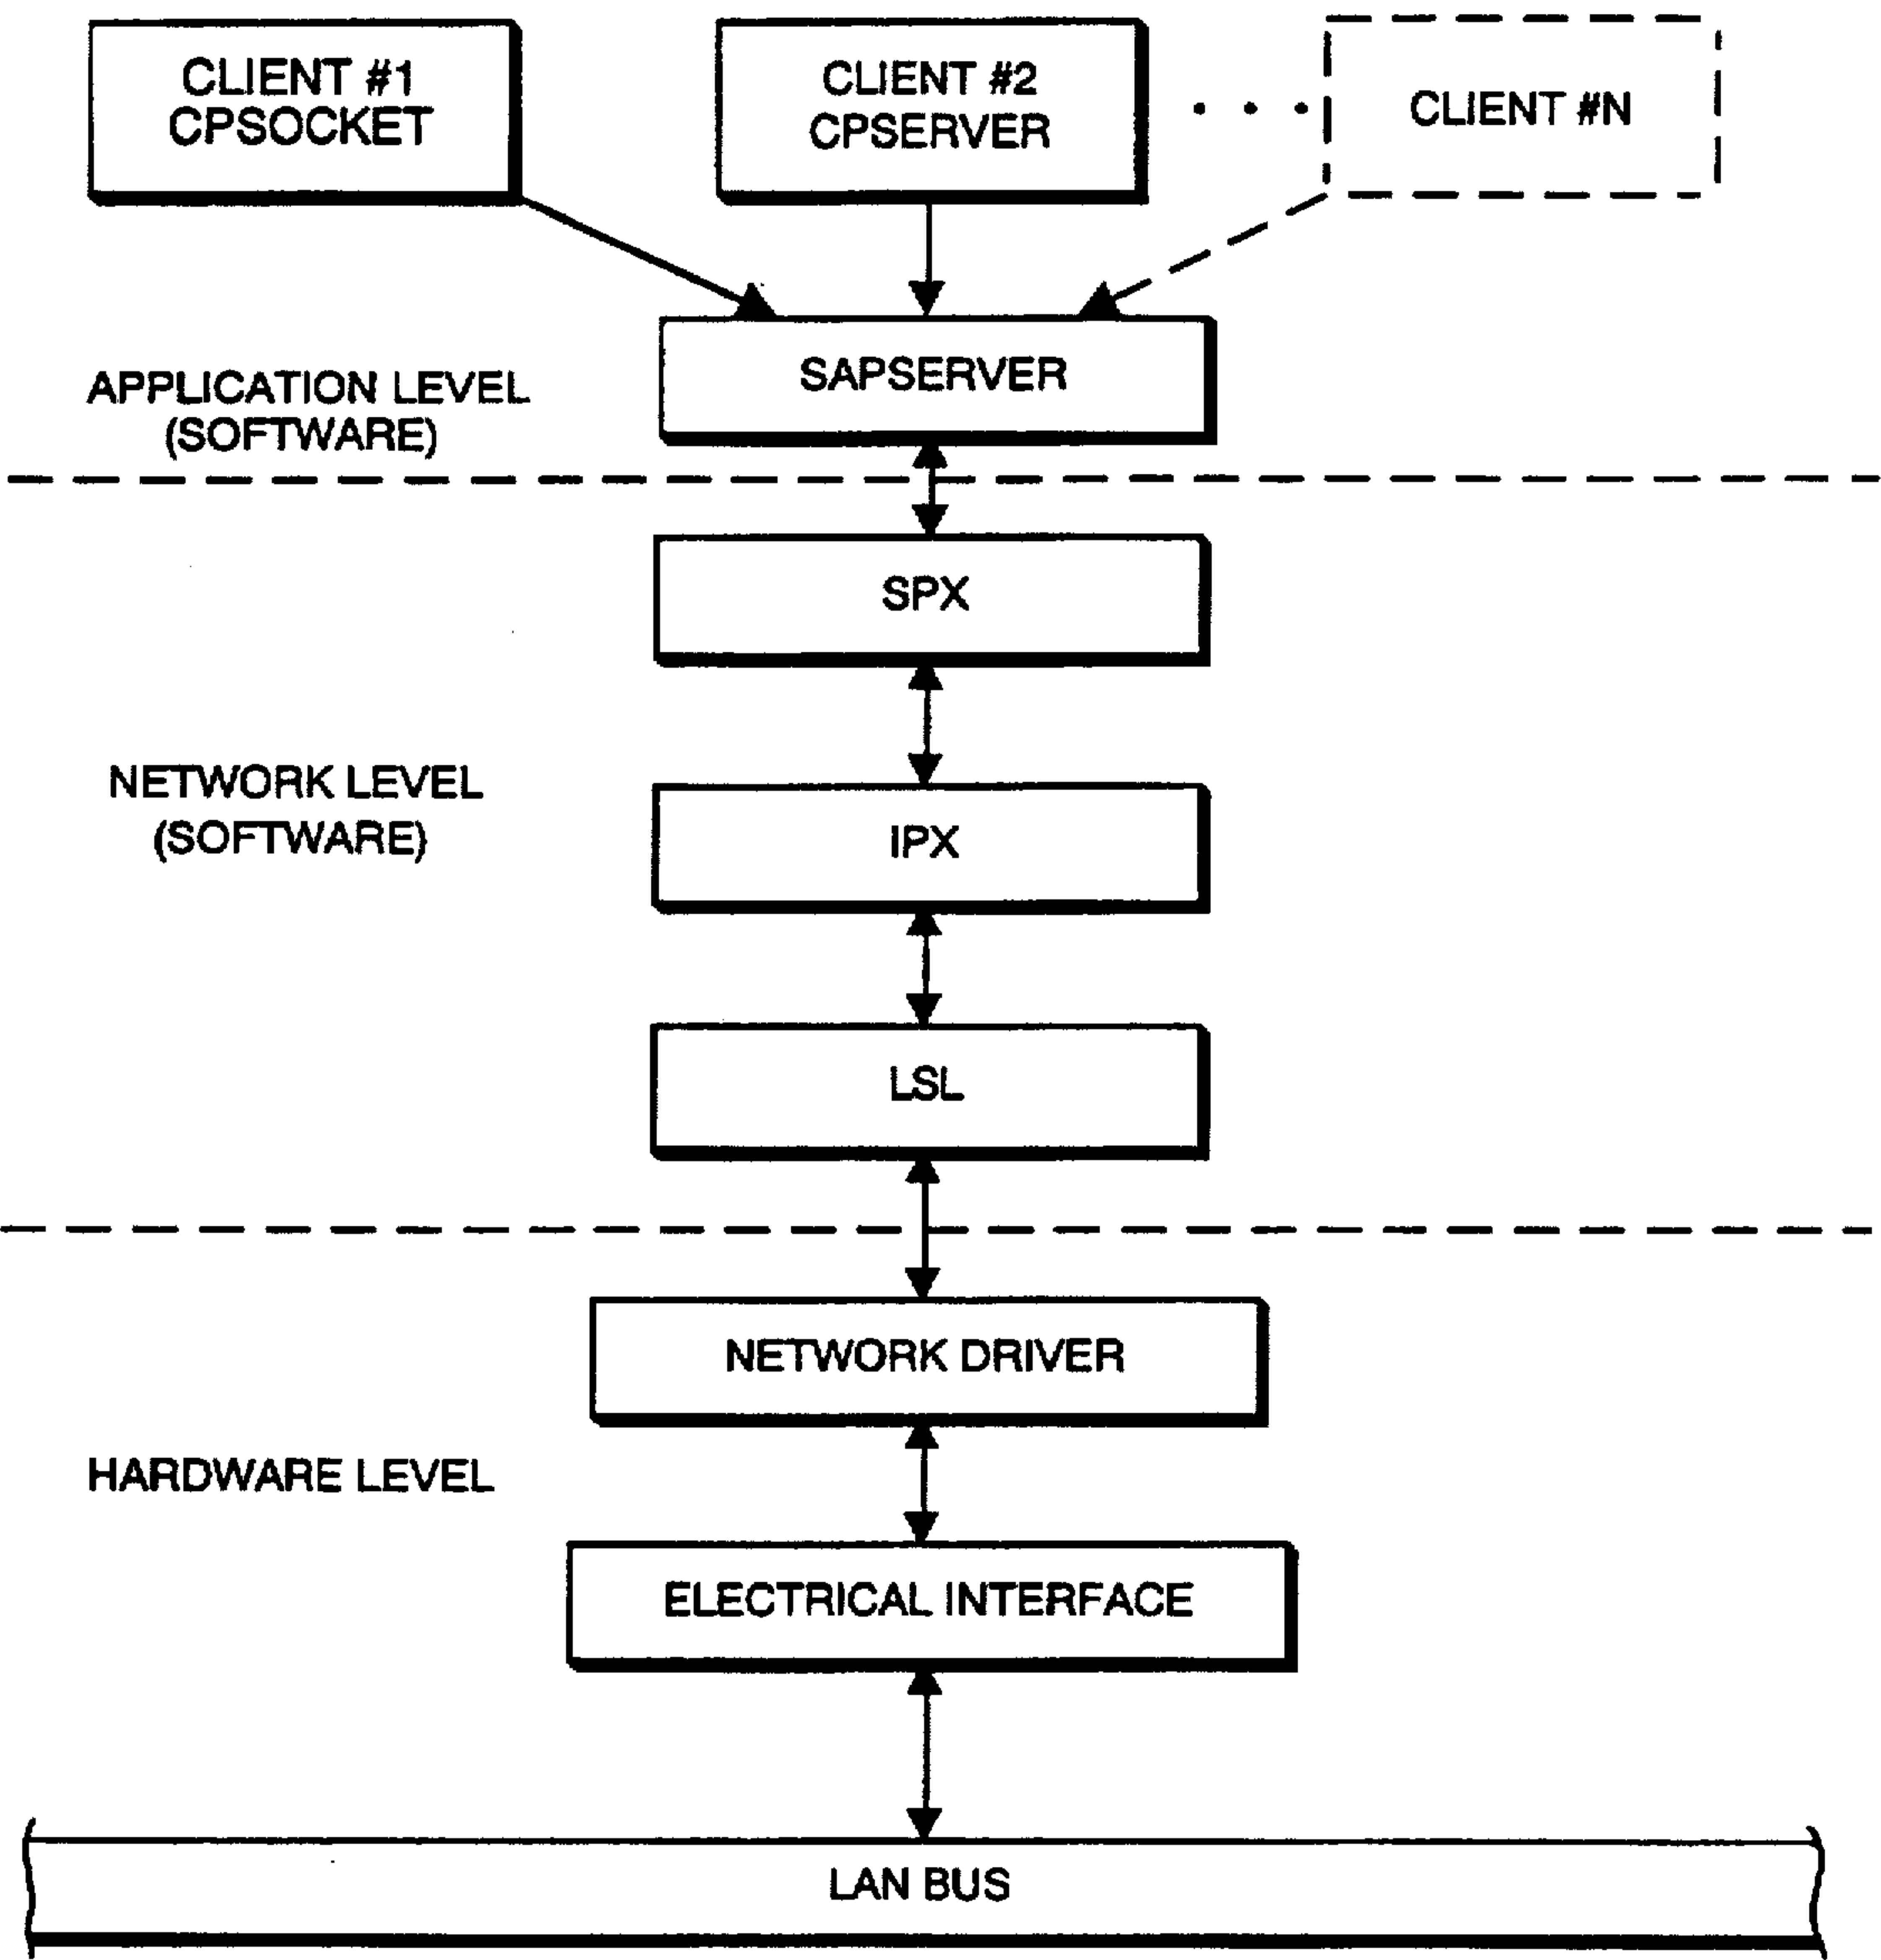 CLIENT #1
CPSOCKET
CLIENT #2
CPSERVER
CLIENT #N
SAPSERVER
APPLICATION LEVEL
(SOFTWARE)
SPX
NETWORK LEVEL
(SOFTWARE)
IPX
LSL
NETWORK DRIVER
HARDWARE LEVEL
ELECTRICAL INTERFACE
LAN BUS